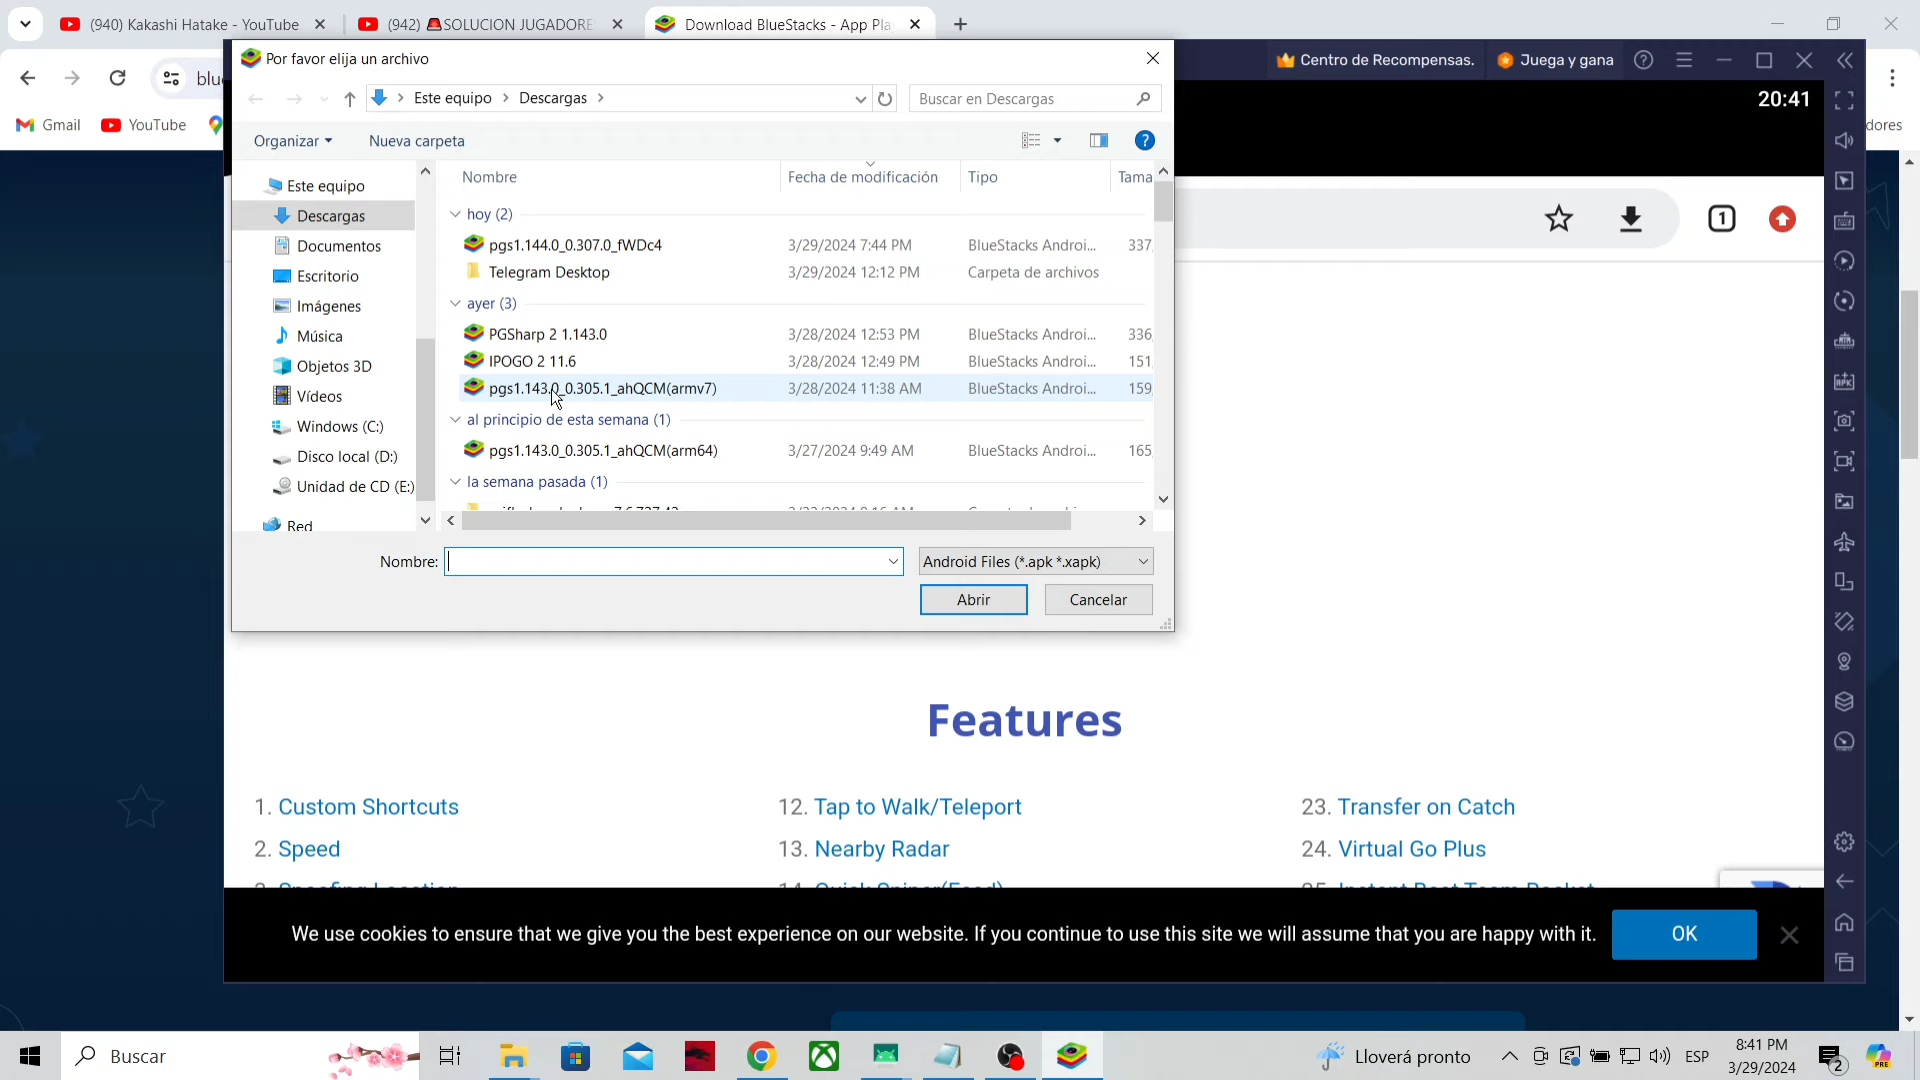 (940) Kakashi Hatake - YouTube
(942) 🚨SOLUCION JUGADORE
Download BlueStacks - App Pla
blu
Gmail
YouTube
dores
Por favor elija un archivo
Centro de Recompensas.
Juega y gana
20:41
Este equipo
Descargas
Buscar en Descargas
Organizar
Nueva carpeta
Este equipo
Descargas
Documentos
Escritorio
Imágenes
Música
Objetos 3D
Vídeos
Windows (C:)
Disco local (D:)
Unidad de CD (E:)
Red
Nombre
Fecha de modificación
Tipo
Tama
hoy (2)
pgs1.144.0_0.307.0_fWDc4 3/29/2024 7:44 PM BlueStacks Androi... 337,
Telegram Desktop 3/29/2024 12:12 PM Carpeta de archivos
ayer (3)
PGSharp 2 1.143.0 3/28/2024 12:53 PM BlueStacks Androi... 336,
IPOGO 2 11.6 3/28/2024 12:49 PM BlueStacks Androi... 151,
pgs1.143.0_0.305.1_ahQCM(armv7) 3/28/2024 11:38 AM BlueStacks Androi... 159,
al principio de esta semana (1)
pgs1.143.0_0.305.1_ahQCM(arm64) 3/27/2024 9:49 AM BlueStacks Androi... 165,
la semana pasada (1)
Nombre:
Android Files (*.apk *.xapk)
Abrir
Cancelar
1
Features
1. Custom Shortcuts
2. Speed
12. Tap to Walk/Teleport
13. Nearby Radar
23. Transfer on Catch
24. Virtual Go Plus
We use cookies to ensure that we give you the best experience on our website. If you continue to use this site we will assume that you are happy with it.
OK
Buscar
Lloverá pronto
ESP
8:41 PM
3/29/2024
2
PRE